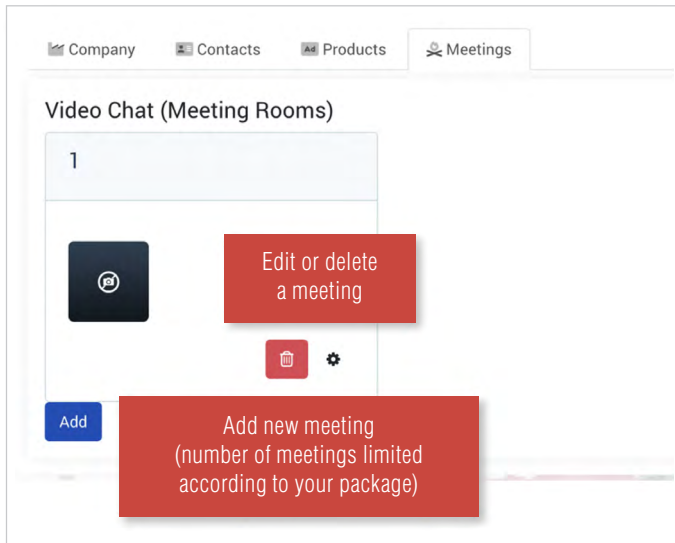 Company Contacts Ad Products Meetings
Video Chat (Meeting Rooms)
1
Edit or delete
a meeting
Add
Add new meeting
(number of meetings limited
according to your package)